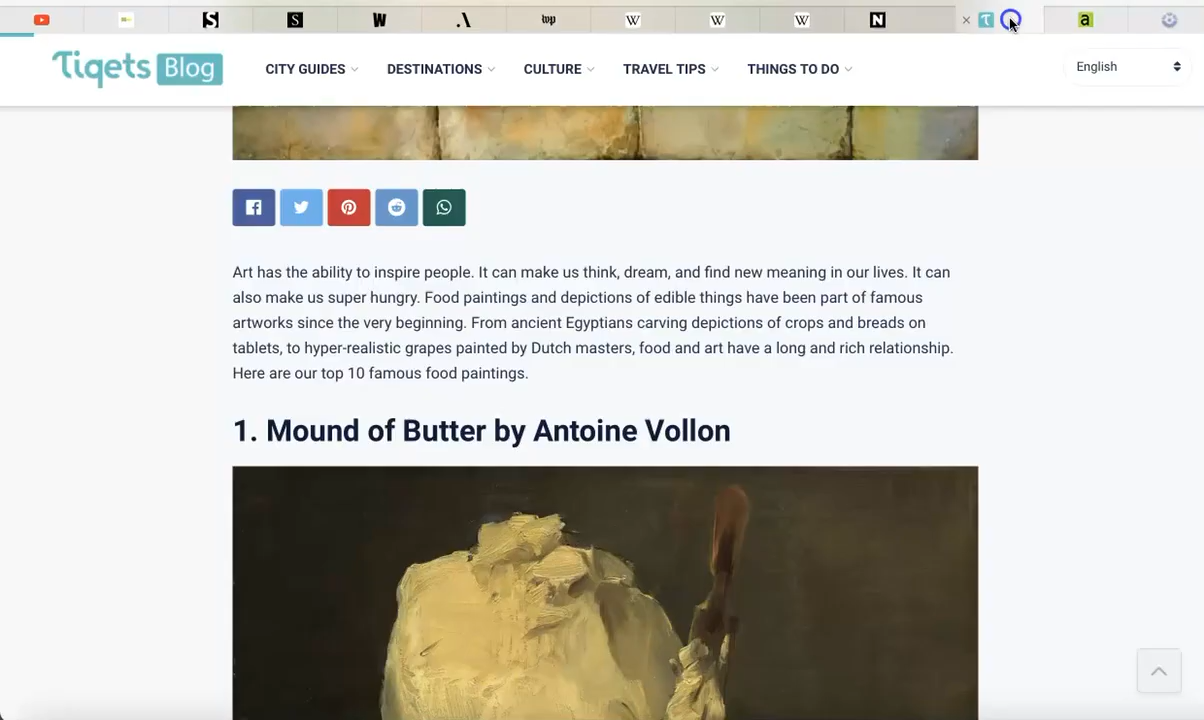 S S W .\ wp W W W N T a
Tiqets Blog CITY GUIDES DESTINATIONS CULTURE TRAVEL TIPS THINGS TO DO English
Art has the ability to inspire people. It can make us think, dream, and find new meaning in our lives. It can
also make us super hungry. Food paintings and depictions of edible things have been part of famous
artworks since the very beginning. From ancient Egyptians carving depictions of crops and breads on
tablets, to hyper-realistic grapes painted by Dutch masters, food and art have a long and rich relationship.
Here are our top 10 famous food paintings.
1. Mound of Butter by Antoine Vollon